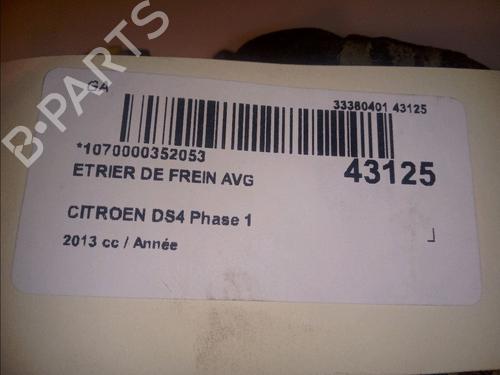 B-PARTS
GA
33380401 43125
*1070000352053
43125
ETRIER DE FREIN AVG
CITROEN DS4 Phase 1
2013 cc / Année